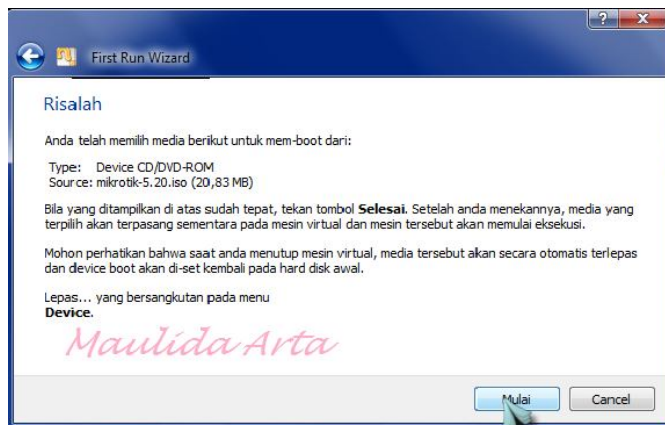 First Run Wizard
Risalah
Anda telah memilih media berikut untuk mem-boot dari:
Type: Device CD/DVD-ROM
Source: mikrotik-5.20.iso (20,83 MB)
Bila yang ditampilkan di atas sudah tepat, tekan tombol Selesai. Setelah anda menekannya, media yang
terpilih akan terpasang sementara pada mesin virtual dan mesin tersebut akan memulai eksekusi.
Mohon perhatikan bahwa saat anda menutup mesin virtual, media tersebut akan secara otomatis terlepas
dan device boot akan di-set kembali pada hard disk awal.
Lepas... yang bersangkutan pada menu
Device.
Maulida Arta
Mulai Cancel